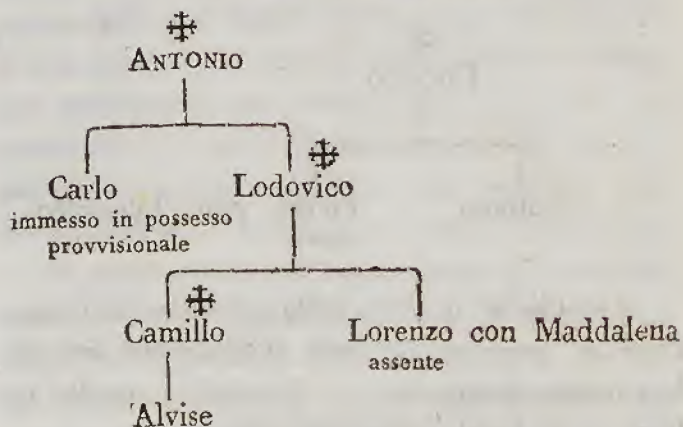 ANTONIO
Carlo Lodovico
immesso in possesso
provvisionale
Camillo Lorenzo con Maddalena
assente
Alvise